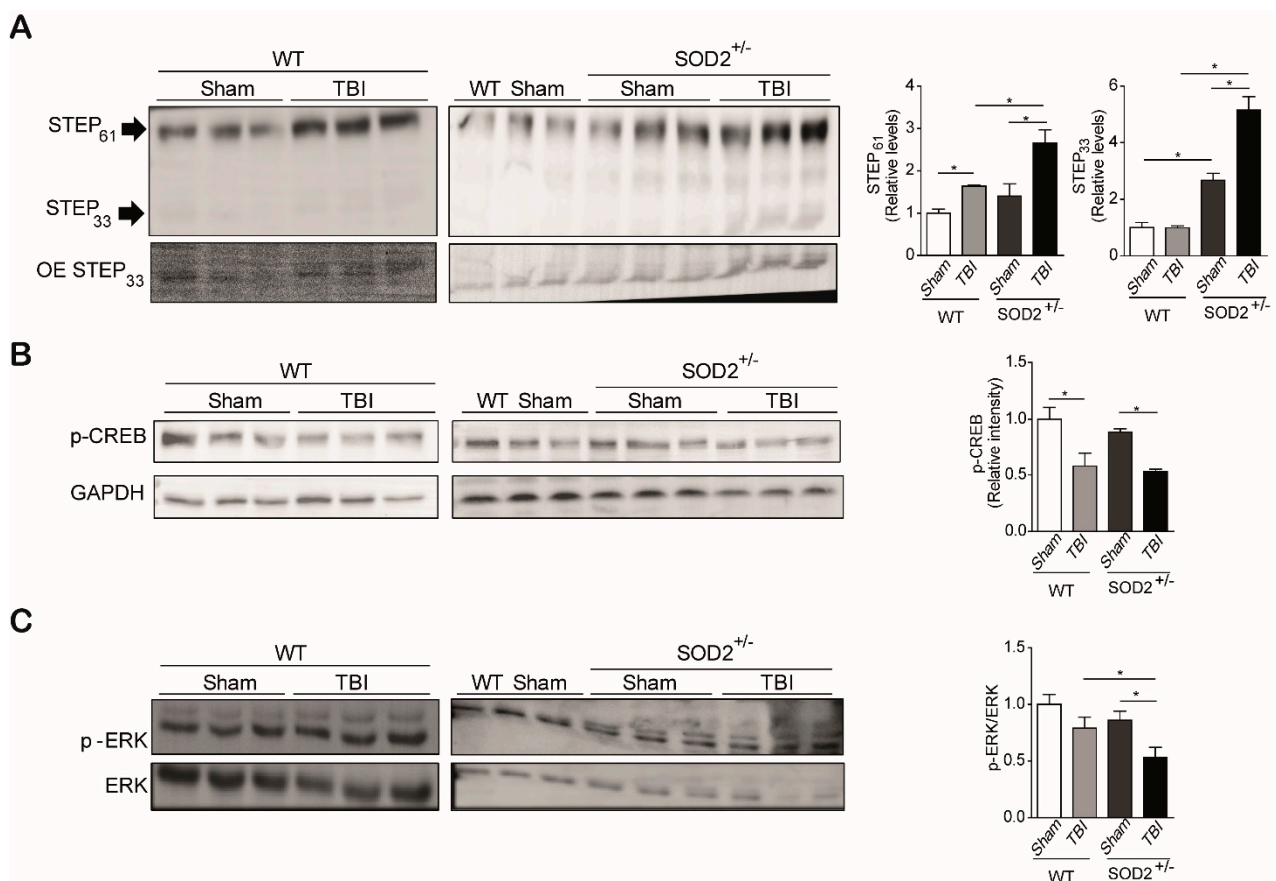 A
WT
Sham TBI
SOD2+/-
WT Sham Sham TBI
STEP61
STEP33
OE STEP33
STEP61
(Relative levels)
4
3
2
1
0
Sham
TBI
Sham
TBI
WT SOD2+/-
STEP33
(Relative levels)
6
4
2
0
Sham
TBI
Sham
TBI
WT SOD2+/-
* * * * * *
B
WT
Sham TBI
SOD2+/-
WT Sham Sham TBI
p-CREB
GAPDH
p-CREB
(Relative intensity)
1.5
1.0
0.5
0.0
* *
Sham
TBI
Sham
TBI
WT SOD2+/-
C
WT
Sham TBI
SOD2+/-
WT Sham Sham TBI
p-ERK
ERK
p-ERK/ERK
1.5
1.0
0.5
0.0
* *
Sham
TBI
Sham
TBI
WT SOD2+/-